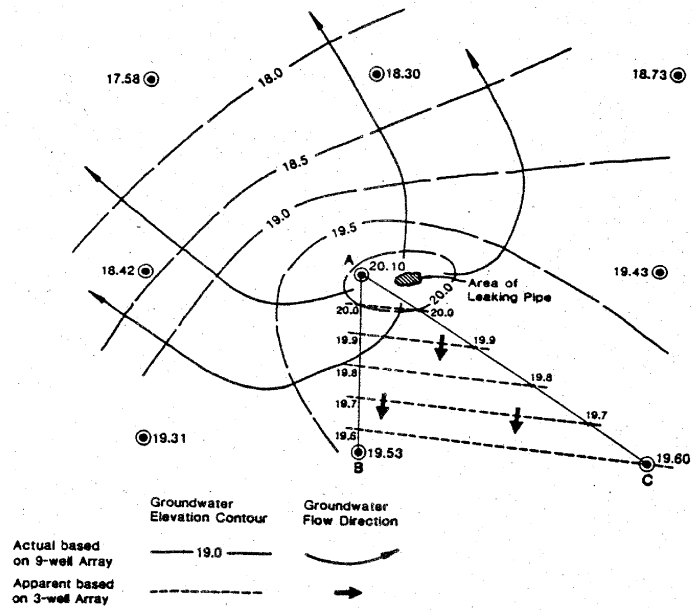 18.0
17.58
18.30
18.73
18.5
19.0
19.5
A
20.10
18.42
19.43
20.0
Area of
Leaking Pipe
20.0
20.0
19.9
19.9
19.8
19.8
19.7
19.7
19.6
19.31
19.53
B
19.60
C
Groundwater
Elevation Contour
Groundwater
Flow Direction
Actual based
on 9-well Array
19.0
Apparent based
on 3-well Array